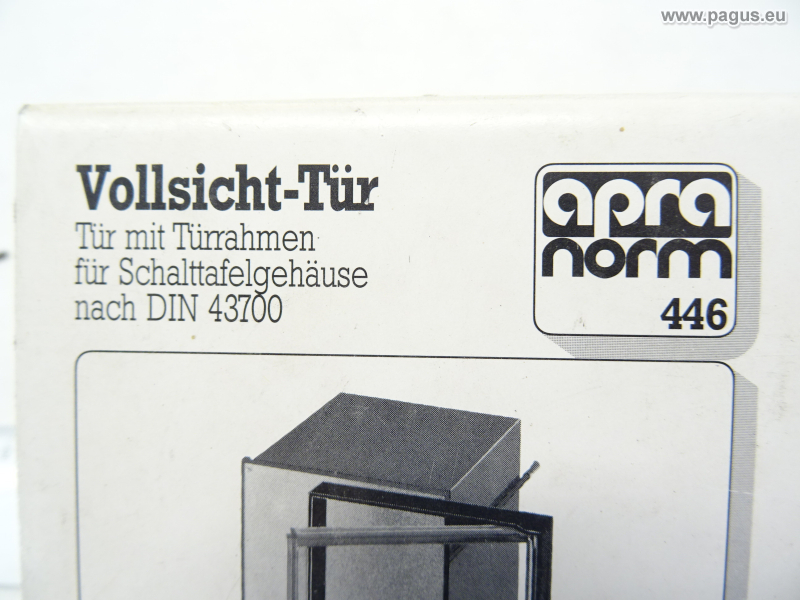 www.pagus.eu
Vollsicht-Tür
Tür mit Türrahmen
für Schalttafelgehäuse
nach DIN 43700
apra
norm
446